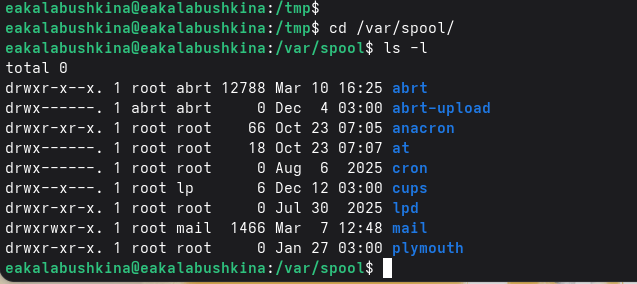 eakalabushkina@eakalabushkina:/tmp$
eakalabushkina@eakalabushkina:/tmp$ cd /var/spool/
eakalabushkina@eakalabushkina:/var/spool$ ls -l
total 0
drwxr-x--x. 1 root abrt 12788 Mar 10 16:25 abrt
drwx------. 1 abrt abrt     0 Dec  4 03:00 abrt-upload
drwxr-xr-x. 1 root root    66 Oct 23 07:05 anacron
drwx------. 1 root root    18 Oct 23 07:07 at
drwx------. 1 root root     0 Aug  6  2025 cron
drwx--x---. 1 root lp       6 Dec 12 03:00 cups
drwxr-xr-x. 1 root root     0 Jul 30  2025 lpd
drwxrwxr-x. 1 root mail  1466 Mar  7 12:48 mail
drwxr-xr-x. 1 root root     0 Jan 27 03:00 plymouth
eakalabushkina@eakalabushkina:/var/spool$